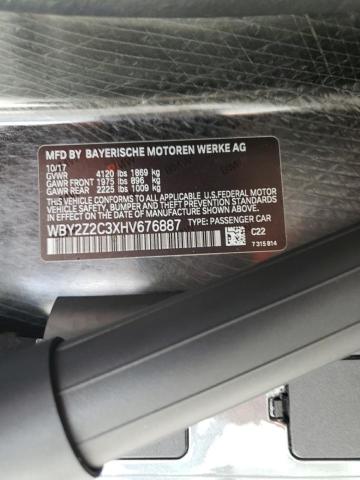 MFD BY BAYERISCHE MOTOREN WERKE AG
10/17
GVWR 4120 lbs 1869 kg
FRONT GAWR 1975 lbs 896 kg
REAR GAWR 2225 lbs 1009 kg
THIS VEHICLE CONFORMS TO ALL APPLICABLE U.S. FEDERAL MOTOR
VEHICLE SAFETY, BUMPER AND THEFT PREVENTION STANDARDS IN
EFFECT ON THE DATE OF MANUFACTURE SHOWN ABOVE.
WBY2Z2C3XHV676887 TYPE: PASSENGER CAR
C22
7 315 814